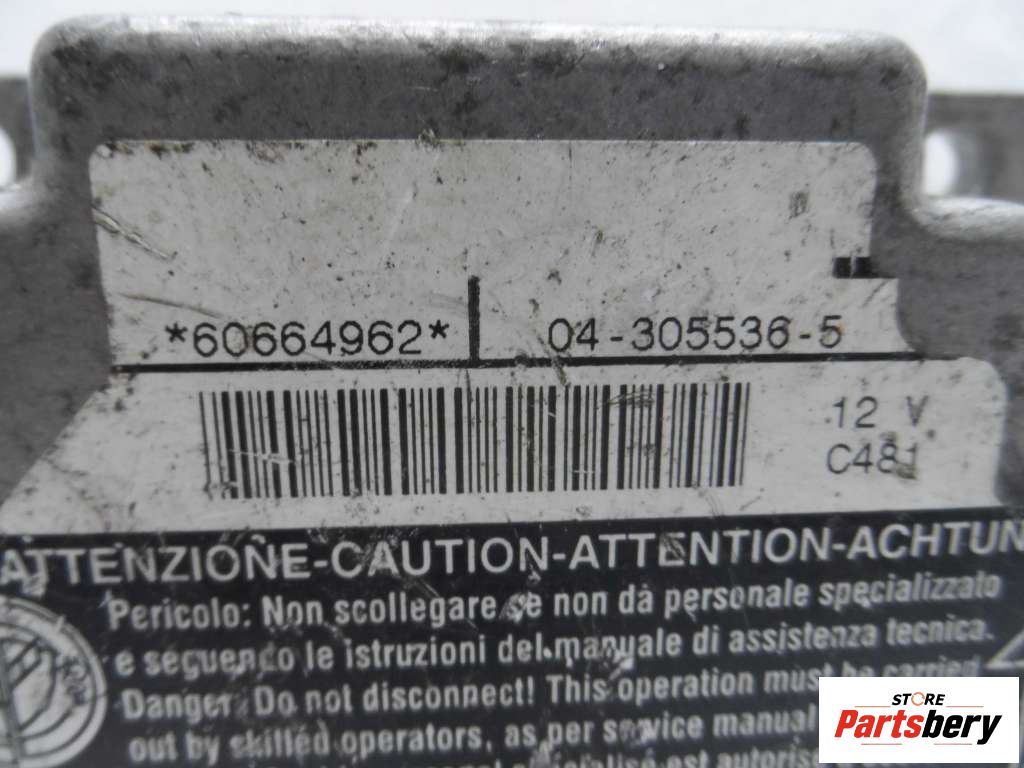 *60664962* 04-305536-5
12 V
C481
ATTENZIONE-CAUTION-ATTENTION-ACHTUN
Pericolo: Non scollegare se non da personale specializzato
e seguendo le istruzioni del manuale di assistenza tecnica.
Danger: Do not disconnect! This operation must be carried
out by skilled operators, as per service manual
STORE
Partsbery